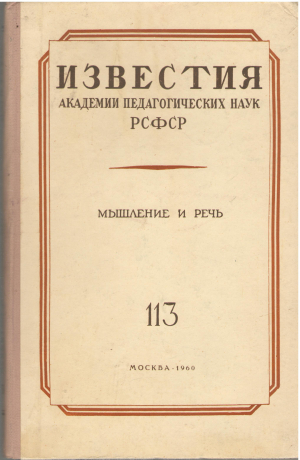 ИЗВЕСТИЯ
АКАДЕМИИ ПЕДАГОГИЧЕСКИХ НАУК
РСФСР
МЫШЛЕНИЕ И РЕЧЬ
113
МОСКВА-1960